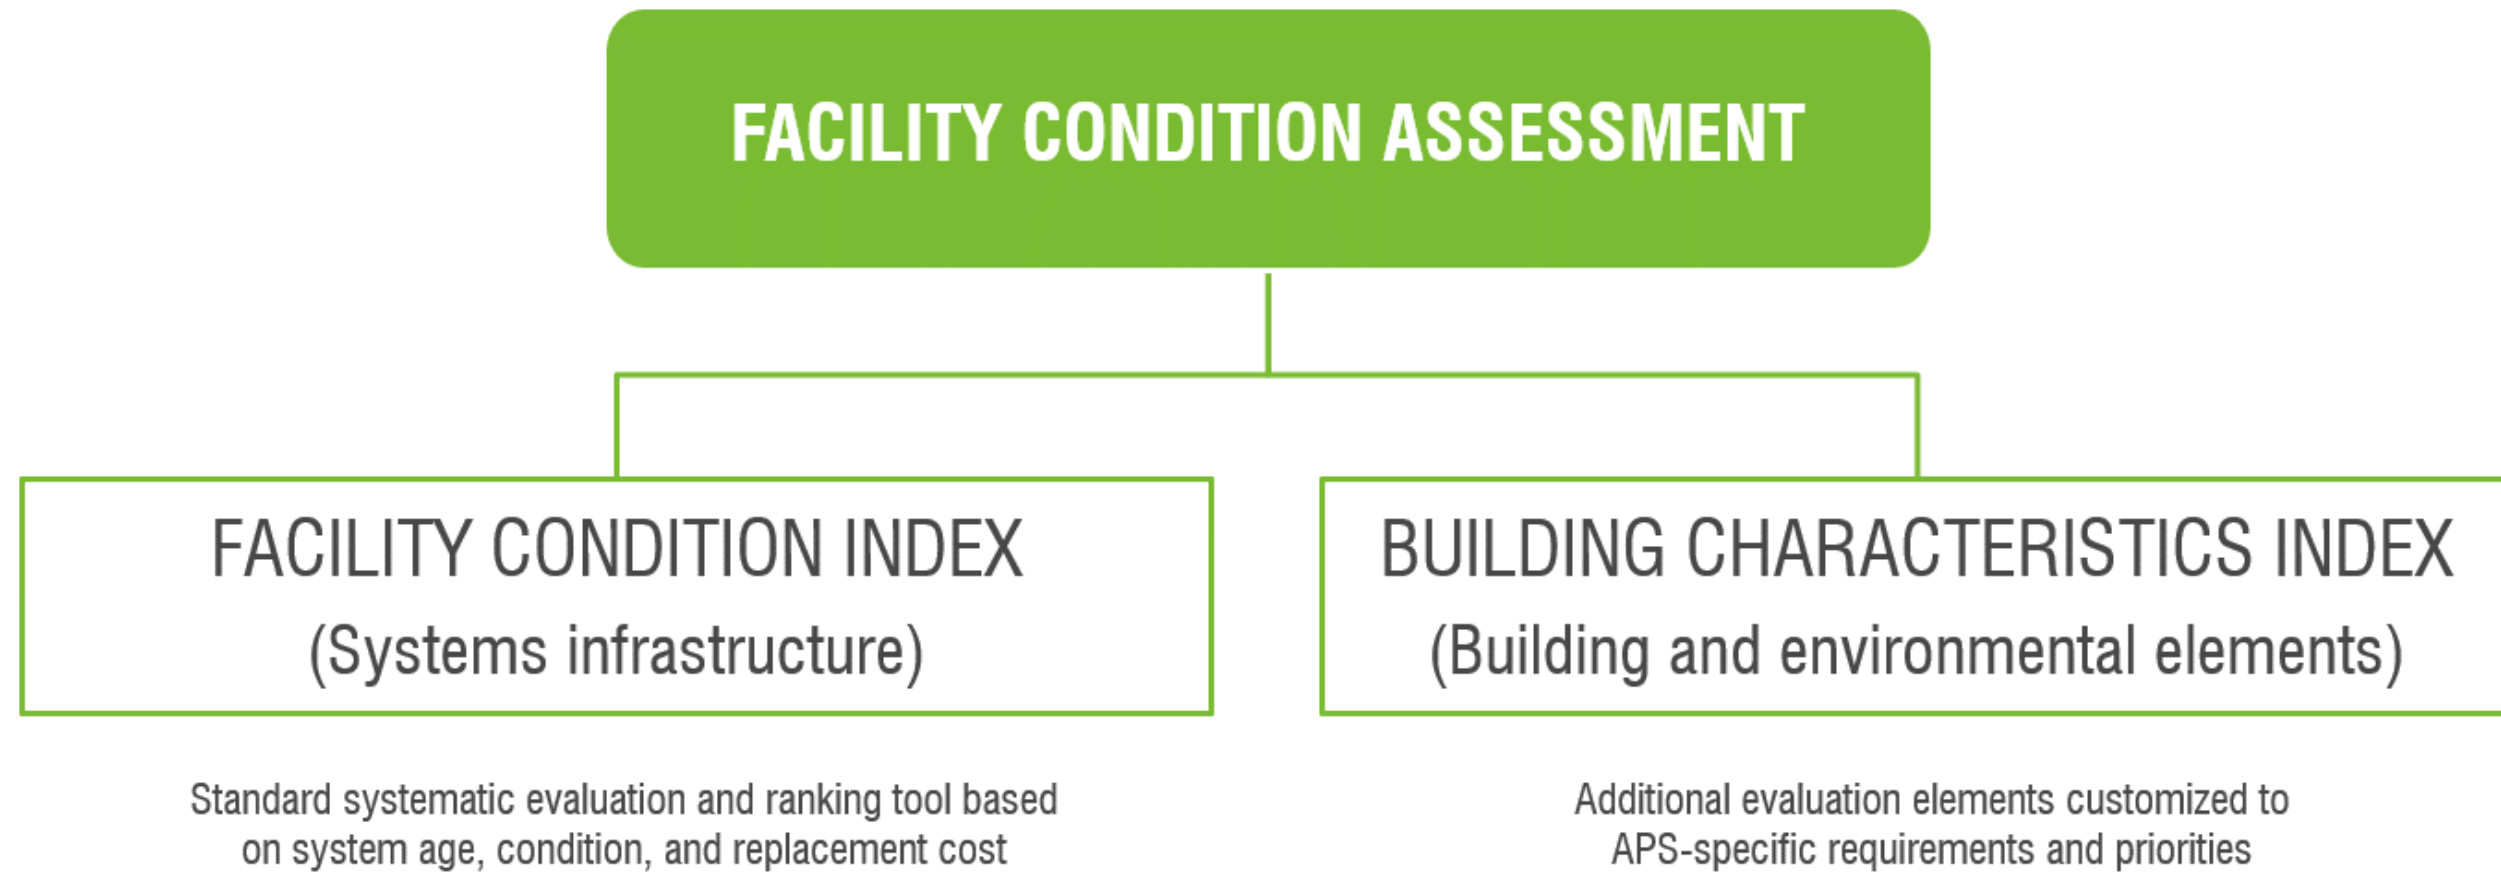 FACILITY CONDITION ASSESSMENT
FACILITY CONDITION INDEX
(Systems infrastructure)
Standard systematic evaluation and ranking tool based
on system age, condition, and replacement cost
BUILDING CHARACTERISTICS INDEX
(Building and environmental elements)
Additional evaluation elements customized to
APS-specific requirements and priorities